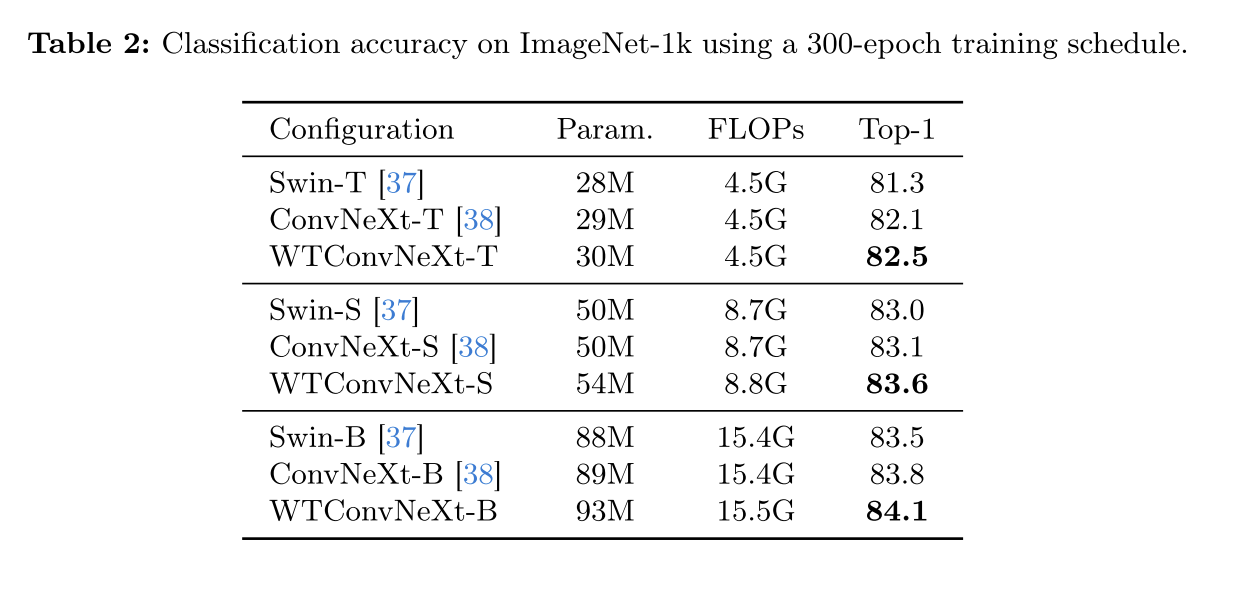 Table 2: Classification accuracy on ImageNet-1k using a 300-epoch training schedule.
Configuration Param. FLOPs Top-1
Swin-T [37] 28M 4.5G 81.3
ConvNeXt-T [38] 29M 4.5G 82.1
WTConvNeXt-T 30M 4.5G 82.5
Swin-S [37] 50M 8.7G 83.0
ConvNeXt-S [38] 50M 8.7G 83.1
WTConvNeXt-S 54M 8.8G 83.6
Swin-B [37] 88M 15.4G 83.5
ConvNeXt-B [38] 89M 15.4G 83.8
WTConvNeXt-B 93M 15.5G 84.1